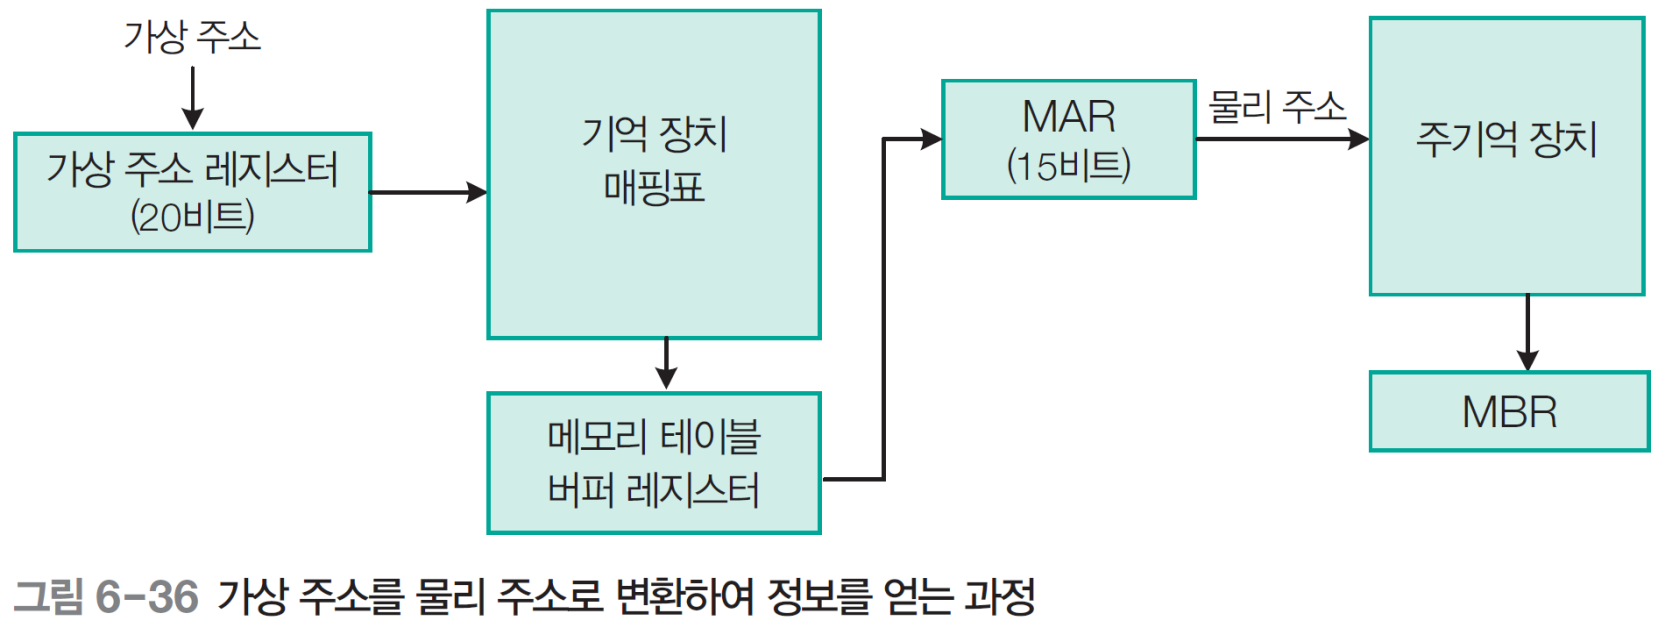 가상 주소
가상 주소 레지스터
(20비트)
기억 장치
매핑표
메모리 테이블
버퍼 레지스터
MAR
(15비트)
물리 주소
주기억 장치
MBR
그림 6-36 가상 주소를 물리 주소로 변환하여 정보를 얻는 과정